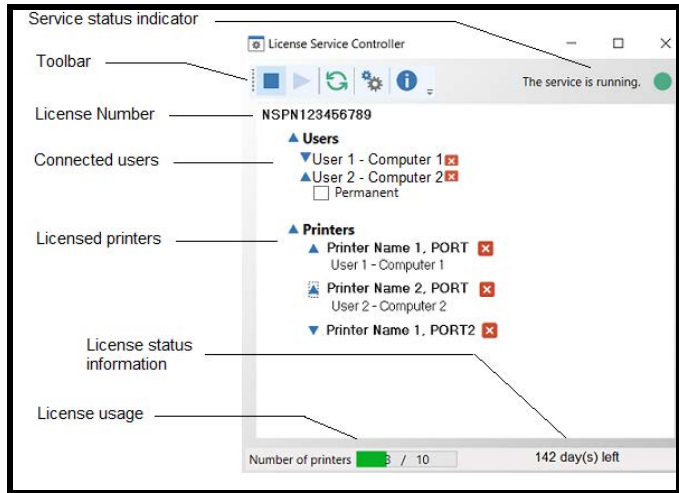 Service status indicator
License Service Controller
Toolbar
The service is running.
License Number
NSPN123456789
Users
Connected users
User 1 - Computer 1
User 2 - Computer 2
Permanent
Licensed printers
Printers
Printer Name 1, PORT
User 1 - Computer 1
Printer Name 2, PORT
User 2 - Computer 2
Printer Name 1, PORT2
License status
information
License usage
Number of printers 3 / 10
142 day(s) left